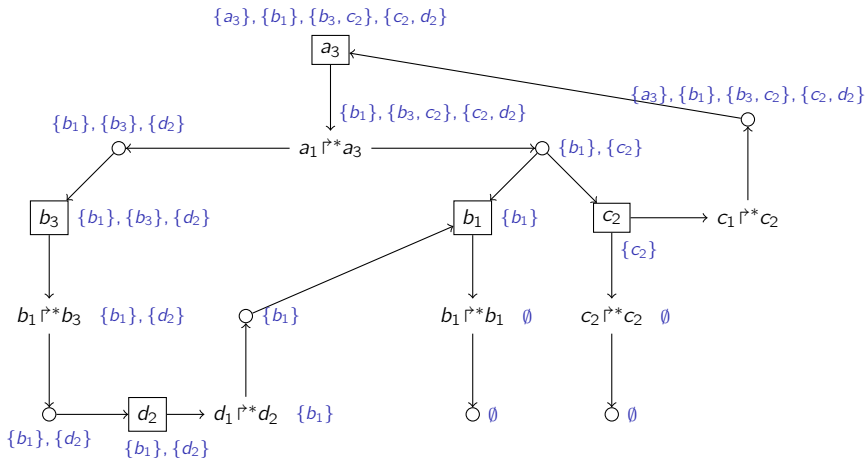 {a₃}, {b₁}, {b₃, c₂}, {c₂, d₂}
a₃
{a₃}, {b₁}, {b₃, c₂}, {c₂, d₂}
{b₁}, {b₃, c₂}, {c₂, d₂}
{b₁}, {b₃}, {d₂}
a₁ ↾* a₃
{b₁}, {c₂}
b₃ {b₁}, {b₃}, {d₂}
b₁ {b₁}
c₂
c₁ ↾* c₂
{c₂}
b₁ ↾* b₃ {b₁}, {d₂}
{b₁}
b₁ ↾* b₁ ∅
c₂ ↾* c₂ ∅
{b₁}, {d₂}
d₂
{b₁}, {d₂}
d₁ ↾* d₂ {b₁}
∅
∅